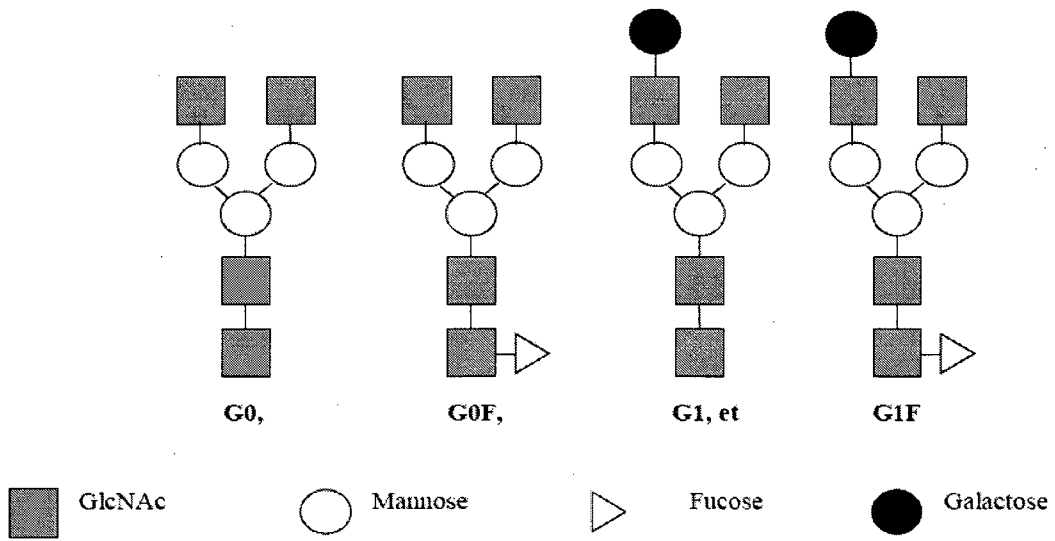 G0, G0F, G1, et G1F
GlcNAc Mannose Fucose Galactose